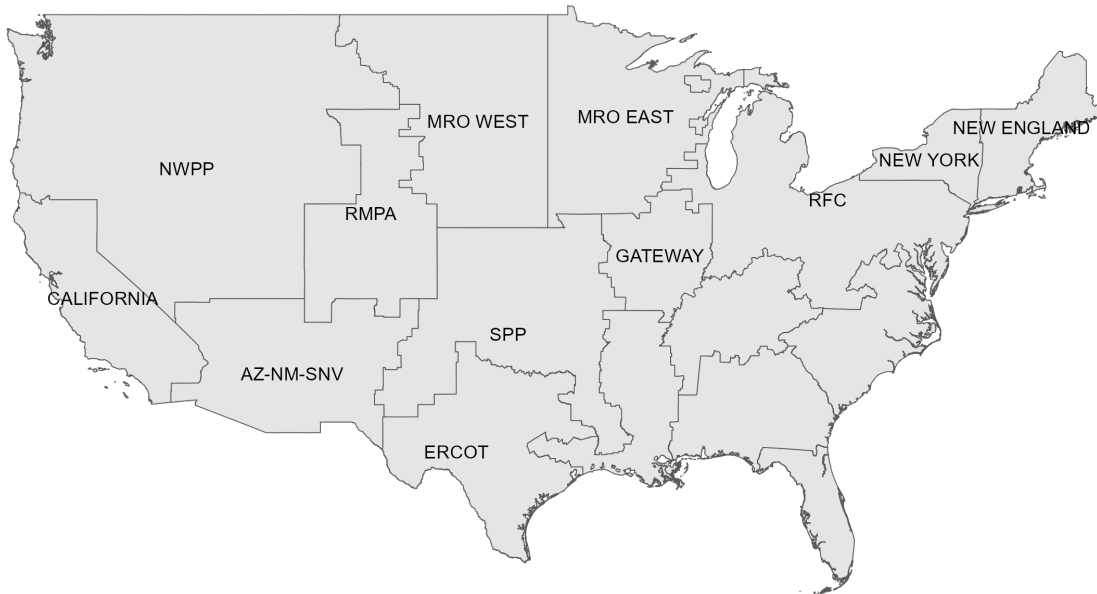 NEW ENGLAND
MRO WEST
MRO EAST
NEW YORK
NWPP
RFC
RMPA
GATEWAY
CALIFORNIA
SPP
AZ-NM-SNV
ERCOT